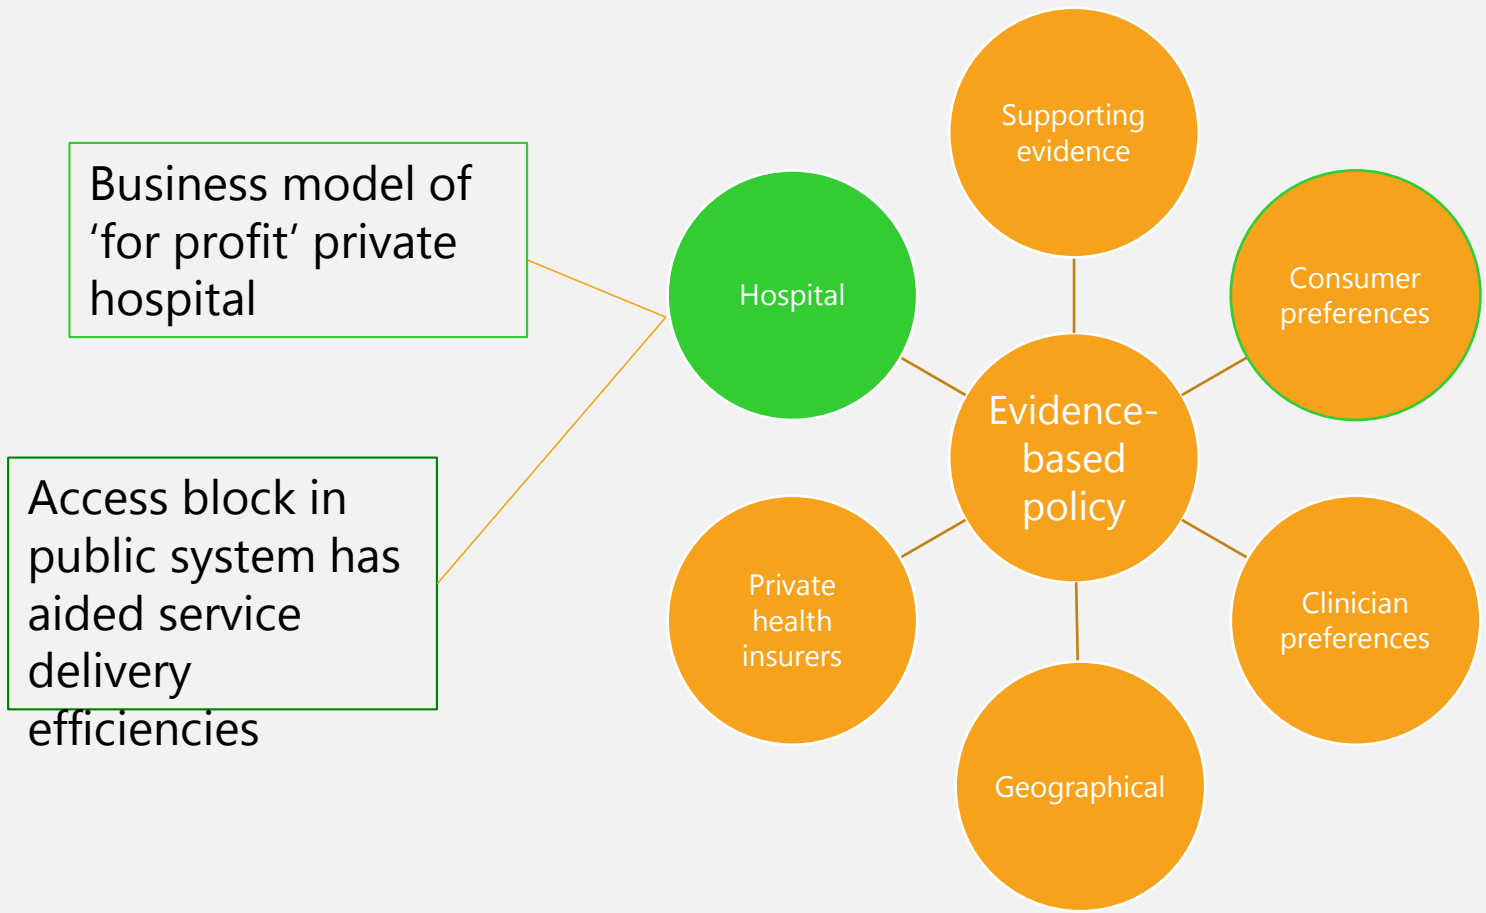 Supporting
evidence
Business model of
‘for profit’ private
hospital
Hospital
Consumer
preferences
Evidence-
based
policy
Access block in
public system has
aided service
delivery
efficiencies
Private
health
insurers
Clinician
preferences
Geographical